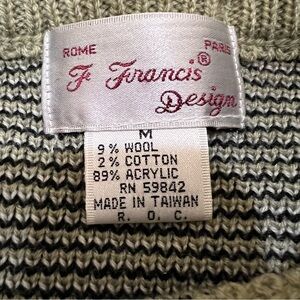 ROME PARIS
F Francis®
Design
M
9% WOOL
2% COTTON
89% ACRYLIC
RN 59842
MADE IN TAIWAN
R. O. C.